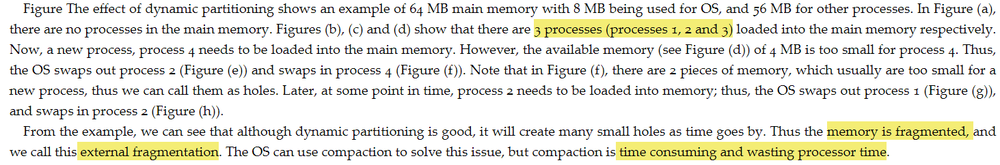 Figure The effect of dynamic partitioning shows an example of 64 MB main memory with 8 MB being used for OS, and 56 MB for other processes. In Figure (a),
there are no processes in the main memory. Figures (b), (c) and (d) show that there are 3 processes (processes 1, 2 and 3) loaded into the main memory respectively.
Now, a new process, process 4 needs to be loaded into the main memory. However, the available memory (see Figure (d)) of 4 MB is too small for process 4. Thus,
the OS swaps out process 2 (Figure (e)) and swaps in process 4 (Figure (f)). Note that in Figure (f), there are 2 pieces of memory, which usually are too small for a
new process, thus we can call them as holes. Later, at some point in time, process 2 needs to be loaded into memory; thus, the OS swaps out process 1 (Figure (g)),
and swaps in process 2 (Figure (h)).
From the example, we can see that although dynamic partitioning is good, it will create many small holes as time goes by. Thus the memory is fragmented, and
we call this external fragmentation. The OS can use compaction to solve this issue, but compaction is time consuming and wasting processor time.